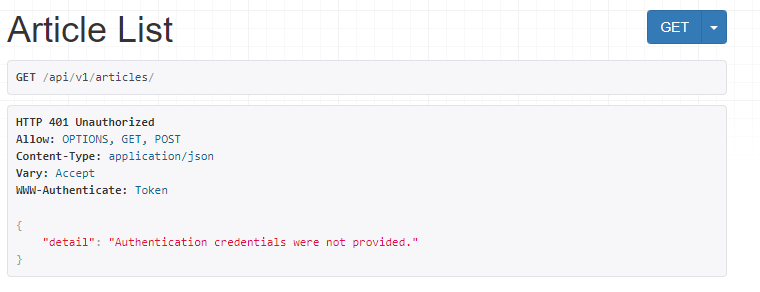 Article List
GET
GET /api/v1/articles/
HTTP 401 Unauthorized
Allow: OPTIONS, GET, POST
Content-Type: application/json
Vary: Accept
WWW-Authenticate: Token
{
    "detail": "Authentication credentials were not provided."
}